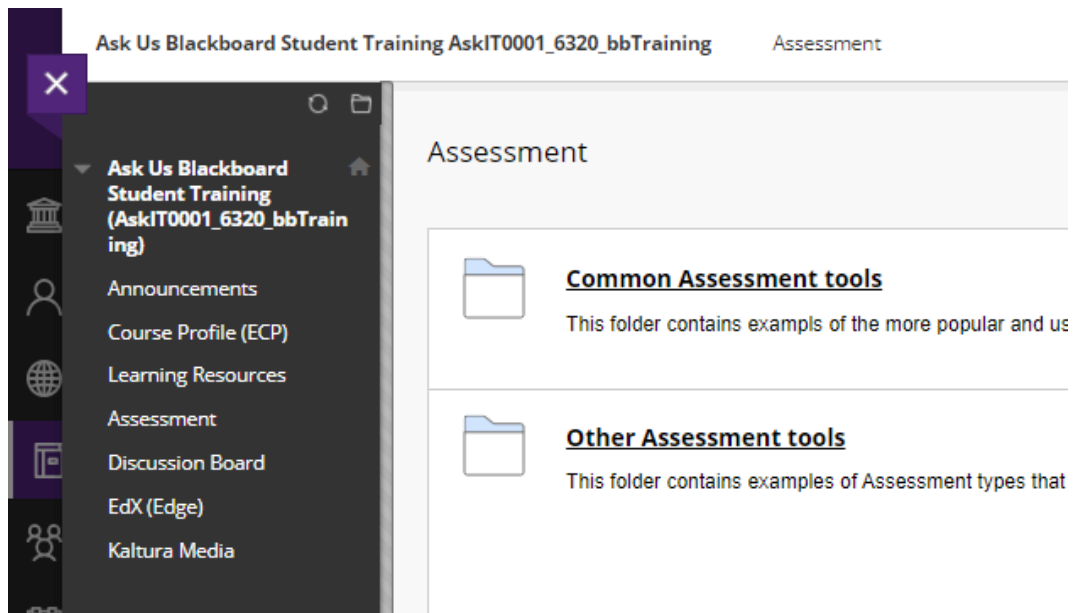 Ask Us Blackboard Student Training AskIT0001_6320_bbTraining Assessment
Ask Us Blackboard
Student Training
(AskIT0001_6320_bbTrain
ing)
Announcements
Course Profile (ECP)
Learning Resources
Assessment
Discussion Board
EdX (Edge)
Kaltura Media
Assessment
Common Assessment tools
This folder contains exampls of the more popular and us
Other Assessment tools
This folder contains examples of Assessment types that